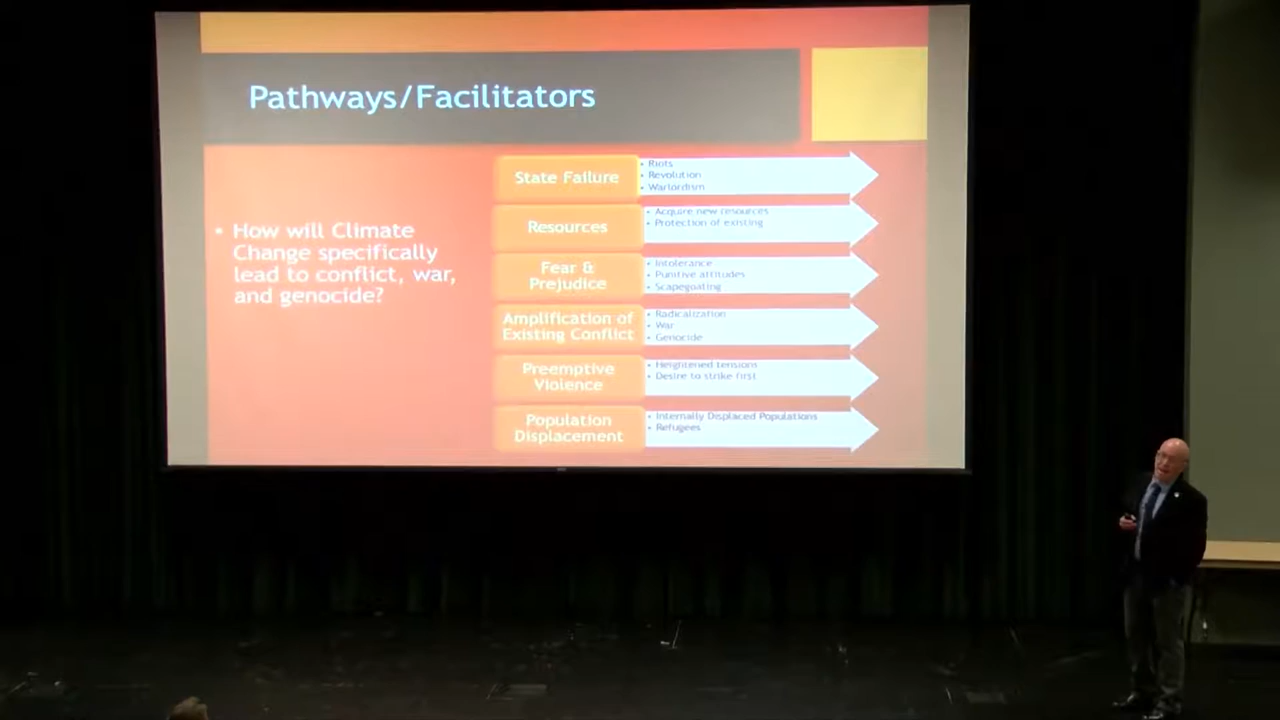 Pathways/Facilitators
• How will Climate
Change specifically
lead to conflict, war,
and genocide?
State Failure
• Riots
• Revolution
• Warlordism
Resources
• Acquire new resources
• Protection of existing
Fear &
Prejudice
• Intolerance
• Punitive attitudes
• Scapegoating
Amplification of
Existing Conflict
• Radicalization
• War
• Genocide
Preemptive
Violence
• Heightened tensions
• Desire to strike first
Population
Displacement
• Internally Displaced Populations
• Refugees